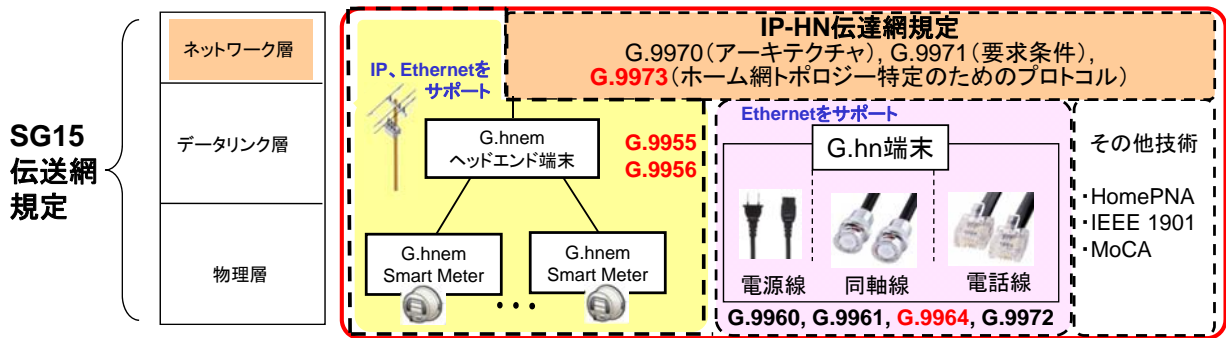 SG15
伝送網
規定
ネットワーク層
データリンク層
物理層
IP-HN伝達網規定
G.9970（アーキテクチャ）, G.9971（要求条件）,
G.9973（ホーム網トポロジー特定のためのプロトコル）
IP、Ethernetを
サポート
G.hnem
ヘッドエンド端末
G.9955
G.9956
G.hnem
Smart Meter
G.hnem
Smart Meter
・・・
Ethernetをサポート
G.hn端末
電源線
同軸線
電話線
G.9960, G.9961, G.9964, G.9972
その他技術
・HomePNA
・IEEE 1901
・MoCA